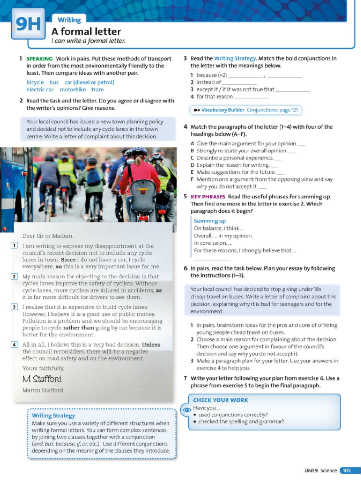 9H
Writing
A formal letter
I can write a formal letter.
1 SPEAKING Work in pairs. Put these methods of transport
in order from the most environmentally friendly to the
least. Then compare ideas with another pair.
bicycle bus car (diesel or petrol)
electric car motorbike train
2 Read the task and the letter. Do you agree or disagree with
the writer's opinions? Give reasons.
Your local council has issued a new town planning policy
and decided not to include any cycle lanes in the town
centre. Write a letter of complaint about this decision.
Dear Sir or Madam,
1 I am writing to express my disappointment at the
council's recent decision not to include any cycle
lanes in town. Since I do not have a car, I cycle
everywhere, so this is a very important issue for me.
2 My main reason for objecting to the decision is that
cycle lanes improve the safety of cyclists. Without
cycle lanes, more cyclists are injured in accidents, as
it is far more difficult for drivers to see them.
3 I realise that it is expensive to build cycle lanes.
However, I believe it is a good use of public money.
Pollution is a problem and we should be encouraging
people to cycle rather than going by car because it is
better for the environment.
4 All in all, I believe this is a very bad decision. Unless
the council reconsiders, there will be a negative
effect on road safety and on the environment.
Yours faithfully,
M Stafford
Martin Stafford
Writing Strategy
Make sure you use a variety of different structures when
writing formal letters. You can form complex sentences
by joining two clauses together with a conjunction
(and, but, because, if, or, etc.). Use different conjunctions
depending on the meaning of the clauses they introduce.
3 Read the Writing Strategy. Match the bold conjunctions in
the letter with the meanings below.
1 because (x2)
2 instead of
3 except if / if it was not true that
4 for that reason
Vocabulary Builder Conjunctions: page 125
4 Match the paragraphs of the letter (1–4) with four of the
headings below (A–F).
A Give the main argument for your opinion.
B Strongly restate your overall opinion.
C Describe a personal experience.
D Explain the reason for writing.
E Make suggestions for the future.
F Mention one argument from the opposing view and say
why you do not accept it.
5 KEY PHRASES Read the useful phrases for summing up.
Then find one more in the letter in exercise 2. Which
paragraph does it begin?
Summing up
On balance, I think…
Overall, … in my opinion.
In conclusion, …
For these reasons, I strongly believe that…
6 In pairs, read the task below. Plan your essay by following
the instructions (1–3).
Your local council has decided to stop giving under 18s
cheap travel on buses. Write a letter of complaint about this
decision, explaining why it is bad for teenagers and for the
environment.
1 In pairs, brainstorm ideas for the pros and cons of offering
young people cheap travel on buses.
2 Choose a main reason for complaining about the decision.
Then choose one argument in favour of the council's
decision and say why you do not accept it.
3 Make a paragraph plan for your letter. Use your answers in
exercise 4 to help you.
7 Write your letter following your plan from exercise 6. Use a
phrase from exercise 5 to begin the final paragraph.
CHECK YOUR WORK
Have you…
used conjunctions correctly?
checked the spelling and grammar?
Unit 9 Science